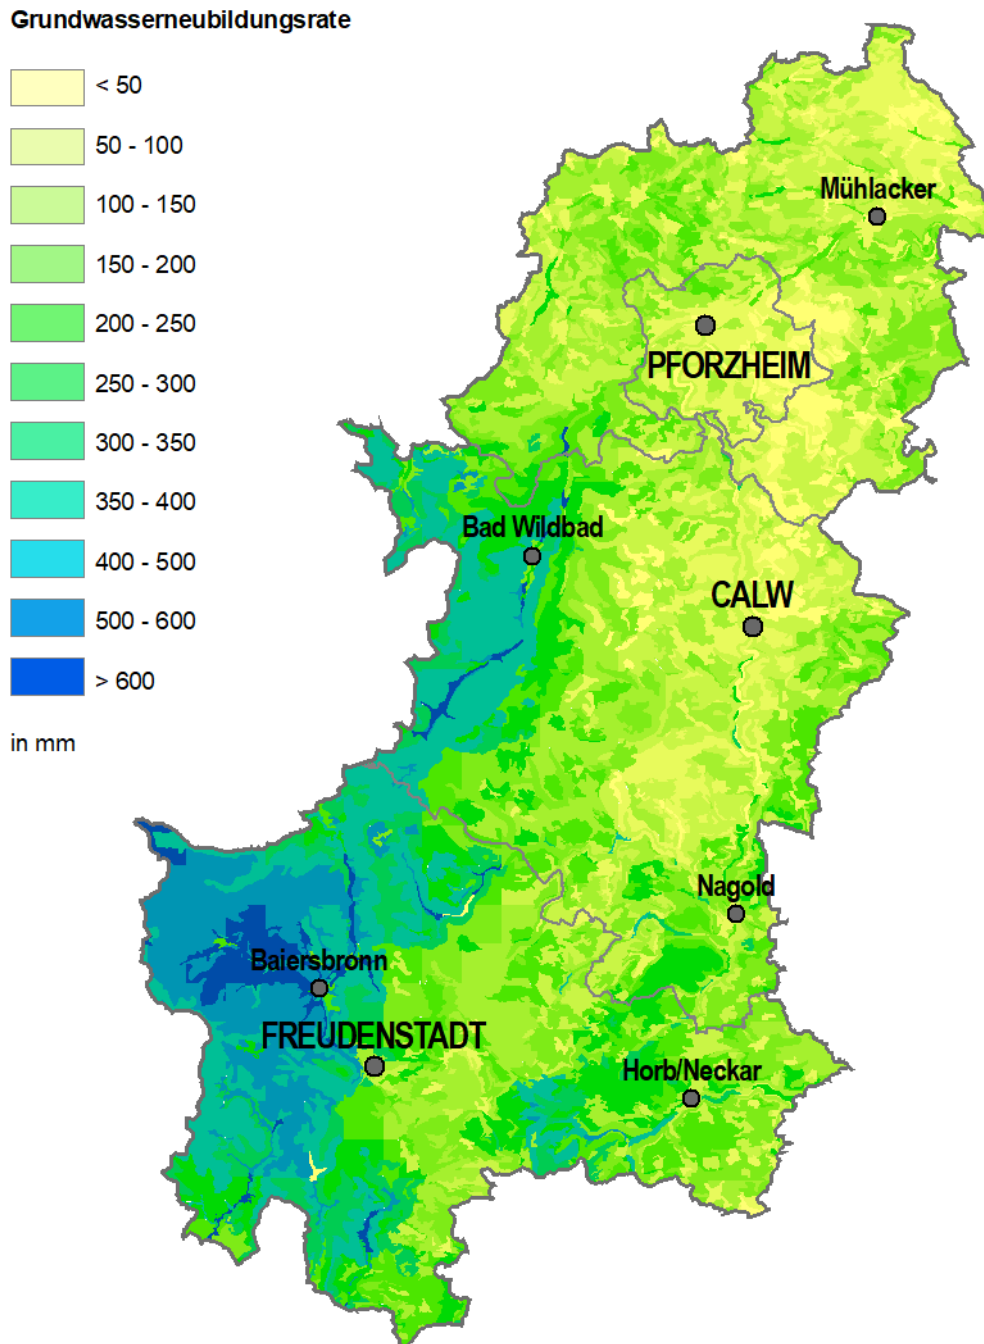 Grundwasserneubildungsrate
< 50
50 - 100
100 - 150
150 - 200
200 - 250
250 - 300
300 - 350
350 - 400
400 - 500
500 - 600
> 600
in mm
Mühlacker
PFORZHEIM
Bad Wildbad
CALW
Nagold
Baiersbronn
FREUDENSTADT
Horb/Neckar